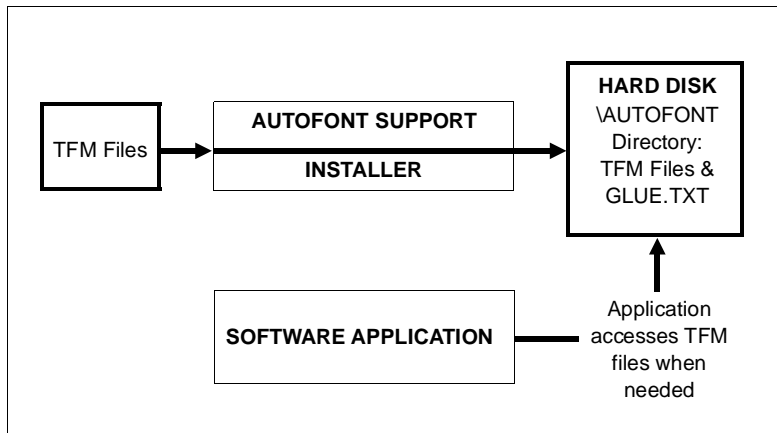 TFM Files
AUTOFONT SUPPORT
INSTALLER
HARD DISK
\AUTOFONT
Directory:
TFM Files &
GLUE.TXT
SOFTWARE APPLICATION
Application
accesses TFM
files when
needed